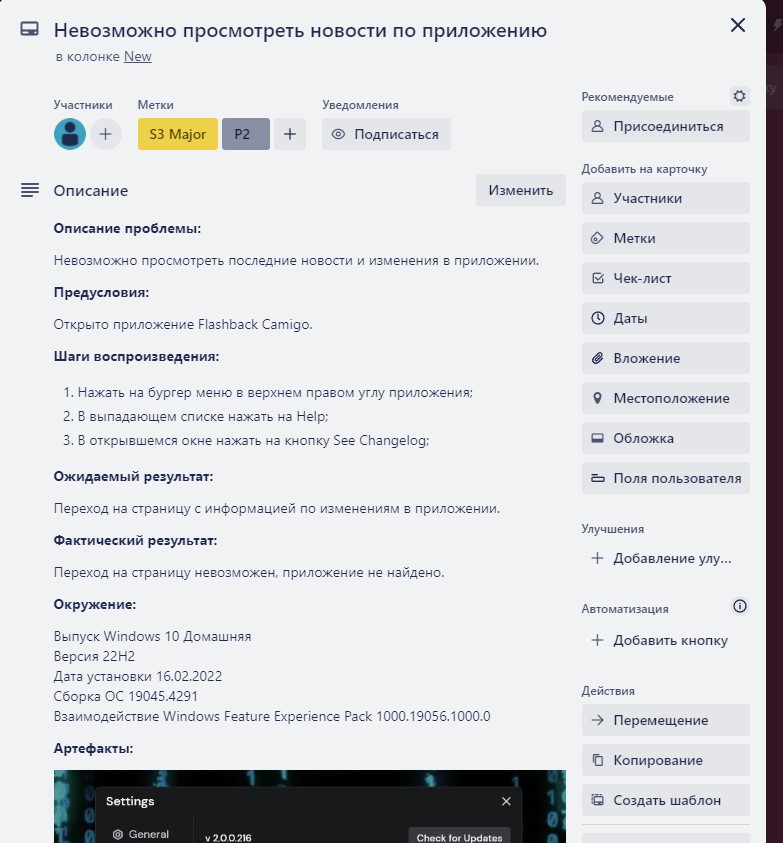 Невозможно просмотреть новости по приложению
в колонке New
Участники
Метки
Уведомления
S3 Major
P2
Подписаться
Описание
Изменить
Описание проблемы:
Невозможно просмотреть последние новости и изменения в приложении.
Предусловия:
Открыто приложение Flashback Camigo.
Шаги воспроизведения:
1. Нажать на бургер меню в верхнем правом углу приложения;
2. В выпадающем списке нажать на Help;
3. В открывшемся окне нажать на кнопку See Changelog;
Ожидаемый результат:
Переход на страницу с информацией по изменениям в приложении.
Фактический результат:
Переход на страницу невозможен, приложение не найдено.
Окружение:
Выпуск Windows 10 Домашняя
Версия 22H2
Дата установки 16.02.2022
Сборка ОС 19045.4291
Взаимодействие Windows Feature Experience Pack 1000.19056.1000.0
Артефакты:
Settings
General
v 2.0.0.216
Check for Updates
Рекомендуемые
Присоединиться
Добавить на карточку
Участники
Метки
Чек-лист
Даты
Вложение
Местоположение
Обложка
Поля пользователя
Улучшения
Добавление улу...
Автоматизация
Добавить кнопку
Действия
Перемещение
Копирование
Создать шаблон